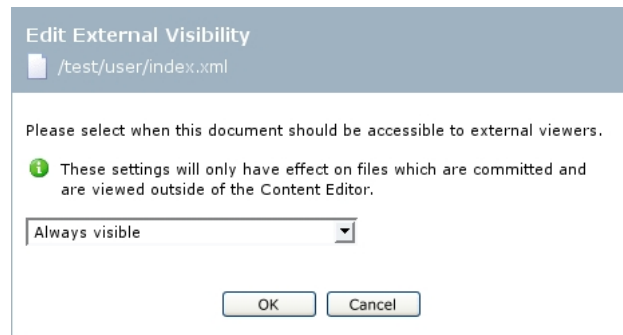 Edit External Visibility
/test/user/index.xml
Please select when this document should be accessible to external viewers.
These settings will only have effect on files which are committed and
are viewed outside of the Content Editor.
Always visible
OK Cancel